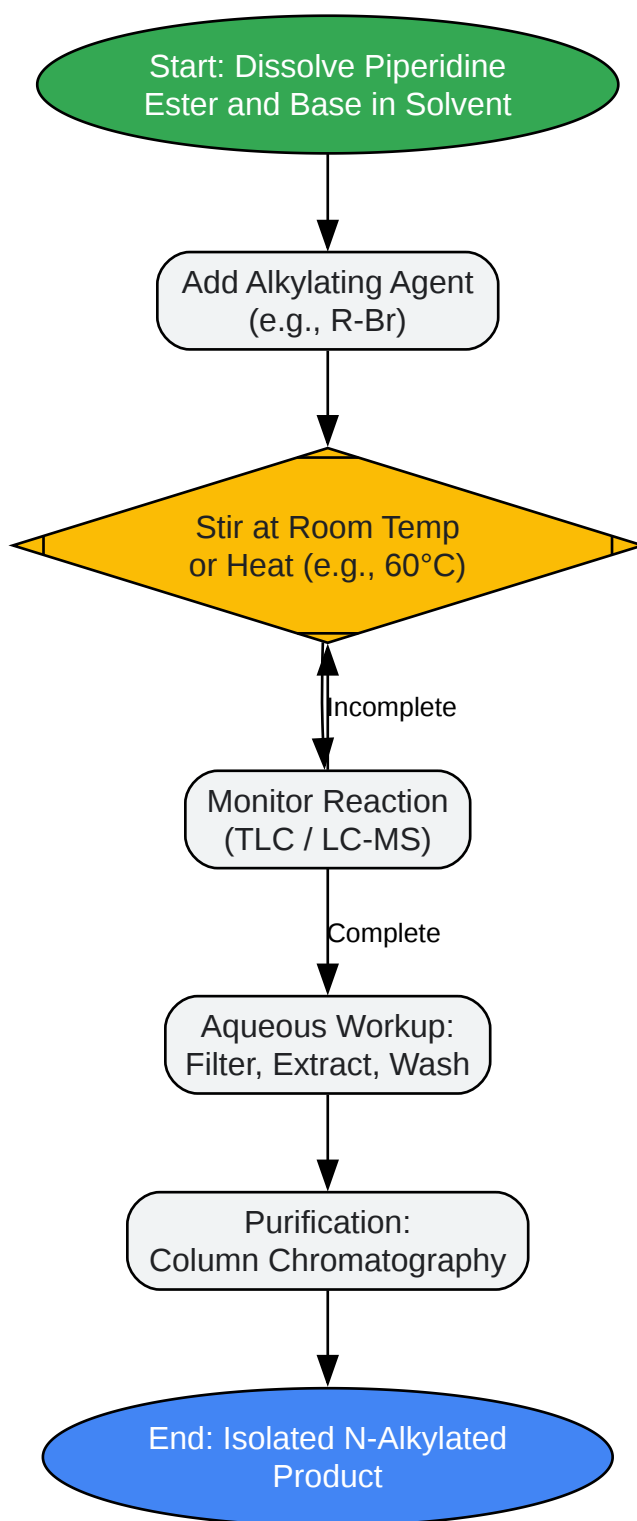 Start: Dissolve Piperidine
Ester and Base in Solvent
Add Alkylating Agent
(e.g., R-Br)
Stir at Room Temp
or Heat (e.g., 60°C)
Incomplete
Monitor Reaction
(TLC / LC-MS)
Complete
Aqueous Workup:
Filter, Extract, Wash
Purification:
Column Chromatography
End: Isolated N-Alkylated
Product